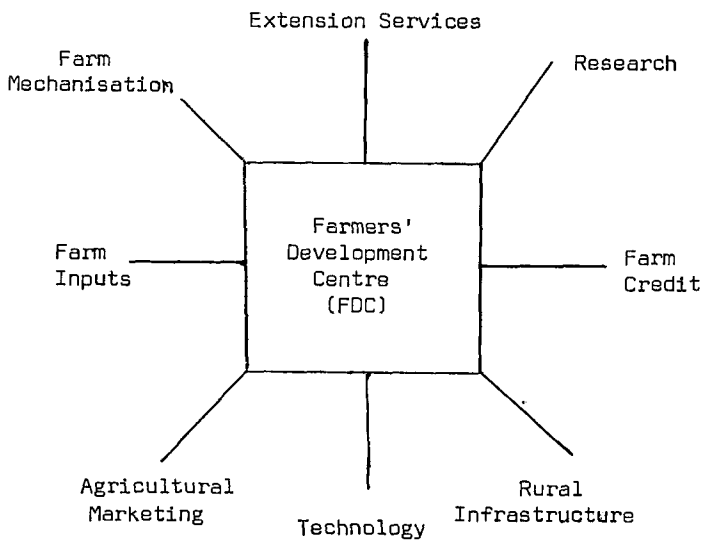 Extension Services
Farm
Mechanisation
Research
Farmers'
Development
Centre
(FDC)
Farm
Inputs
Farm
Credit
Agricultural
Marketing
Technology
Rural
Infrastructure